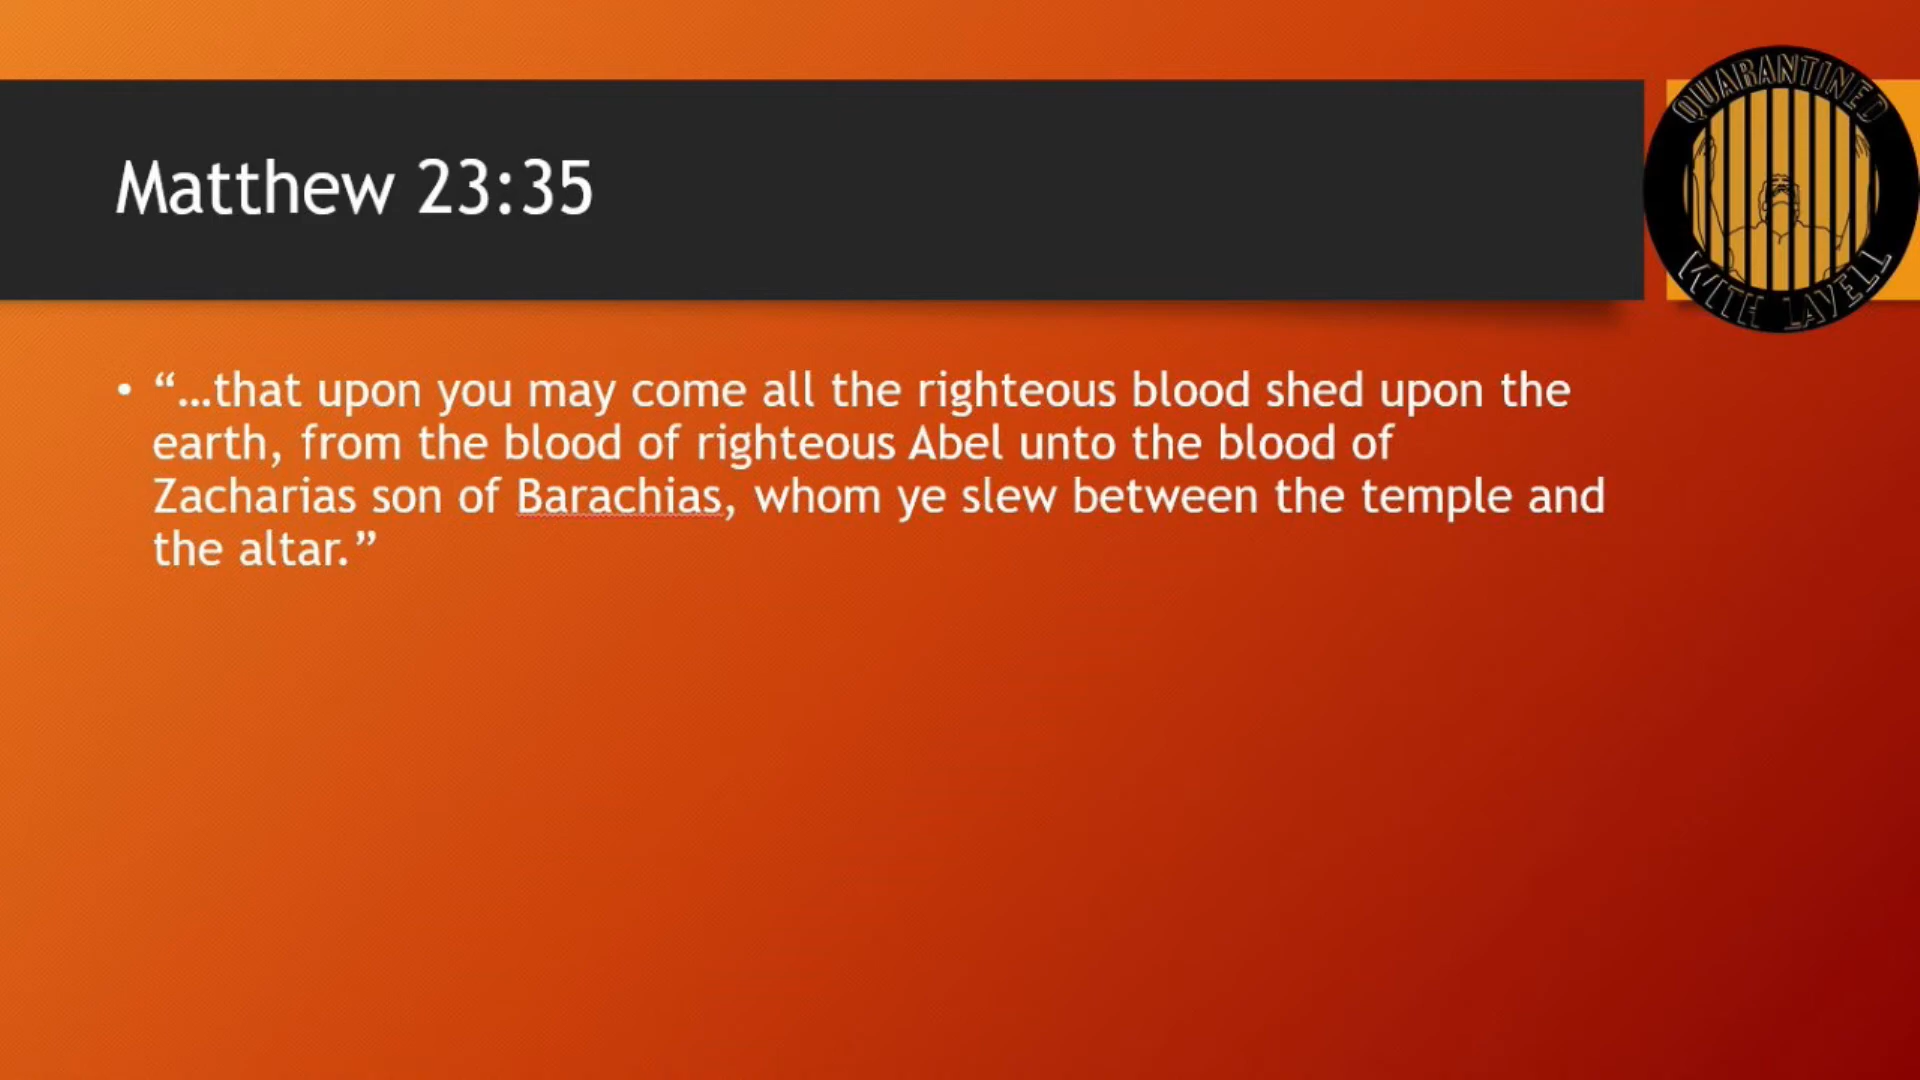 Matthew 23:35
QUARANTINED
WITH LAVELL
• “…that upon you may come all the righteous blood shed upon the
earth, from the blood of righteous Abel unto the blood of
Zacharias son of Barachias, whom ye slew between the temple and
the altar.”